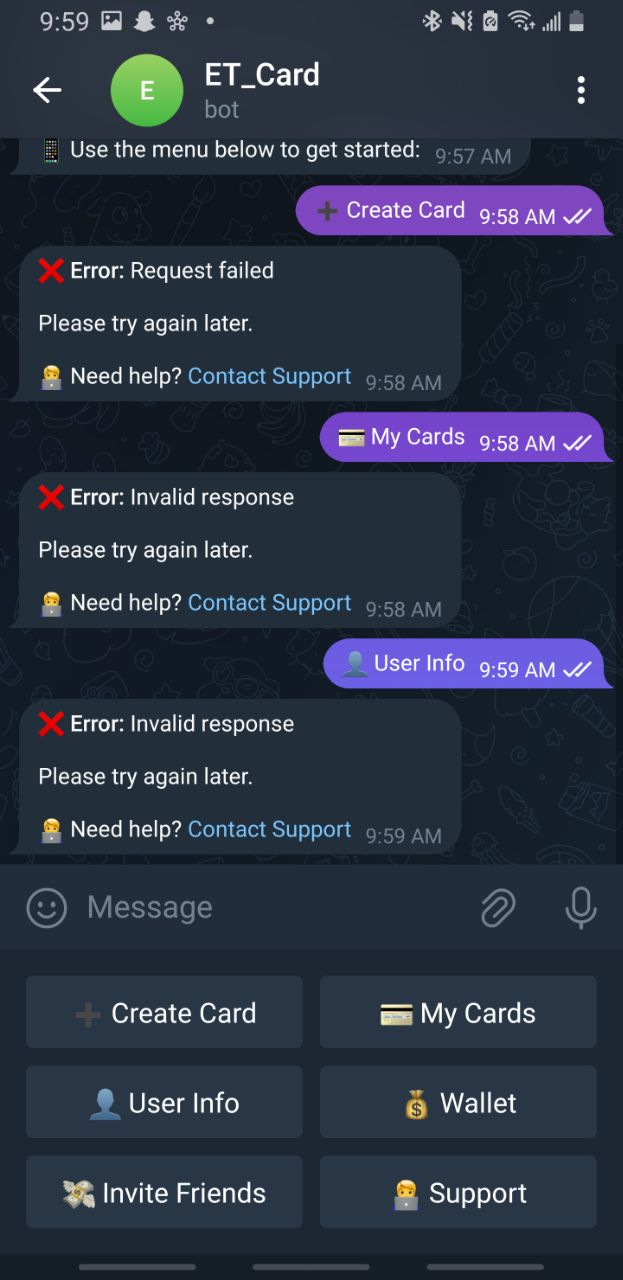 9:59
ET_Card
E
bot
📱 Use the menu below to get started: 9:57 AM
➕ Create Card 9:58 AM
❌ Error: Request failed
Please try again later.
🧑‍💻 Need help? Contact Support 9:58 AM
💳 My Cards 9:58 AM
❌ Error: Invalid response
Please try again later.
🧑‍💻 Need help? Contact Support 9:58 AM
👤 User Info 9:59 AM
❌ Error: Invalid response
Please try again later.
🧑‍💻 Need help? Contact Support 9:59 AM
Message
➕ Create Card
💳 My Cards
👤 User Info
💰 Wallet
💸 Invite Friends
🧑‍💻 Support